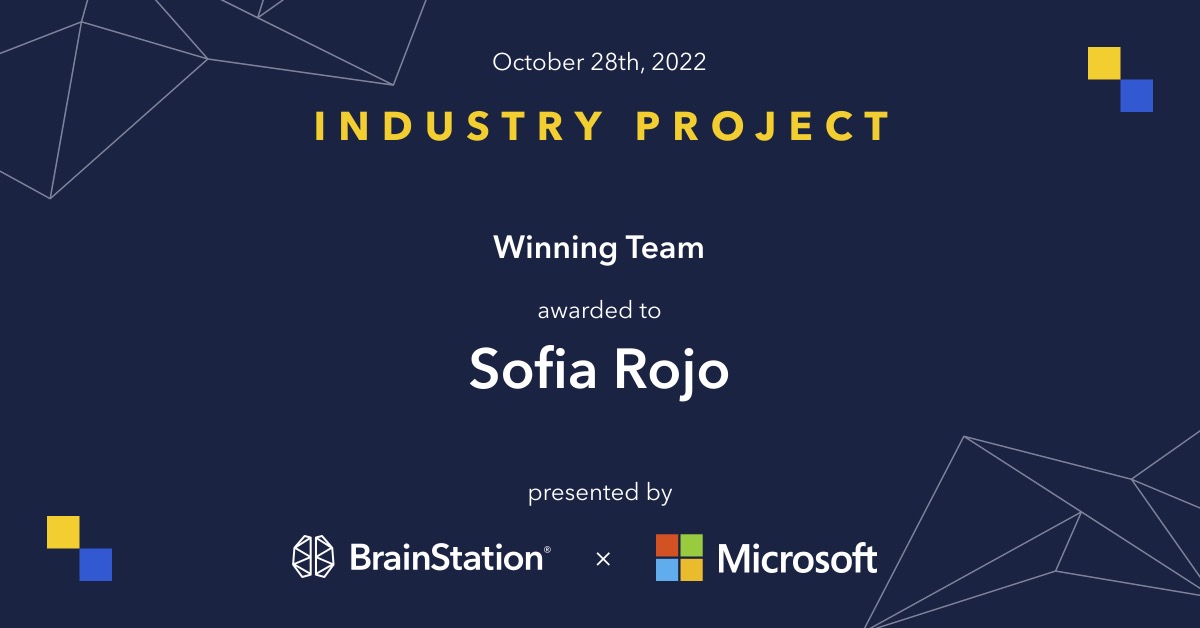 October 28th, 2022
INDUSTRY PROJECT
Winning Team
awarded to
Sofia Rojo
presented by
BrainStation® × Microsoft